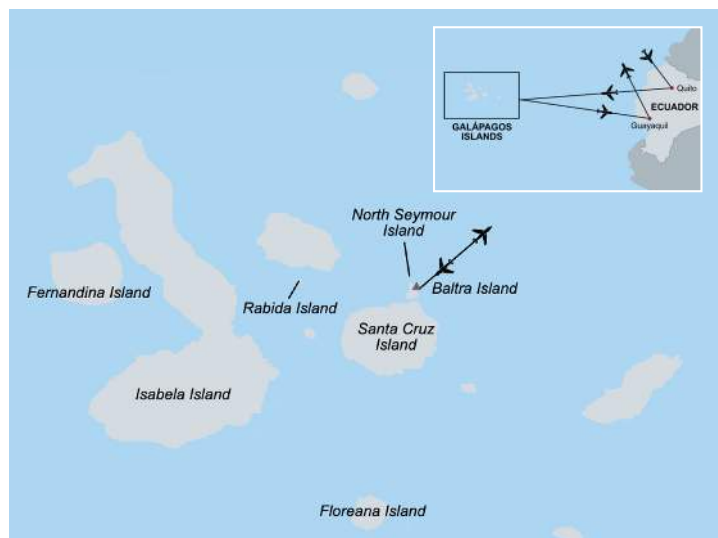 Quito
ECUADOR
Guayaquil
GALÁPAGOS
ISLANDS
North Seymour
Island
Baltra Island
Fernandina Island
Rabida Island
Santa Cruz
Island
Isabela Island
Floreana Island